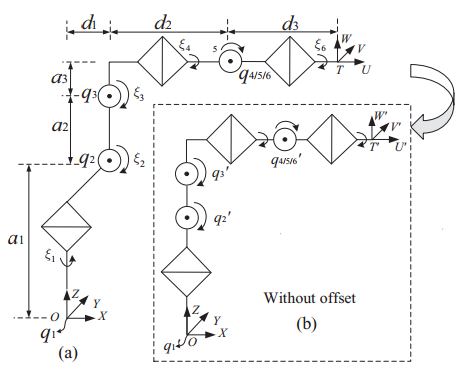 d1 d2 d3
ξ4 5 ξ6 W V
q4/5/6 T U
a3 q3 ξ3
a2
q2 ξ2
W' V'
q3' q4/5/6' T' U'
q2'
a1
ξ1
Z Y Without offset Z Y
O X (b) O X
q1 q1'
(a)